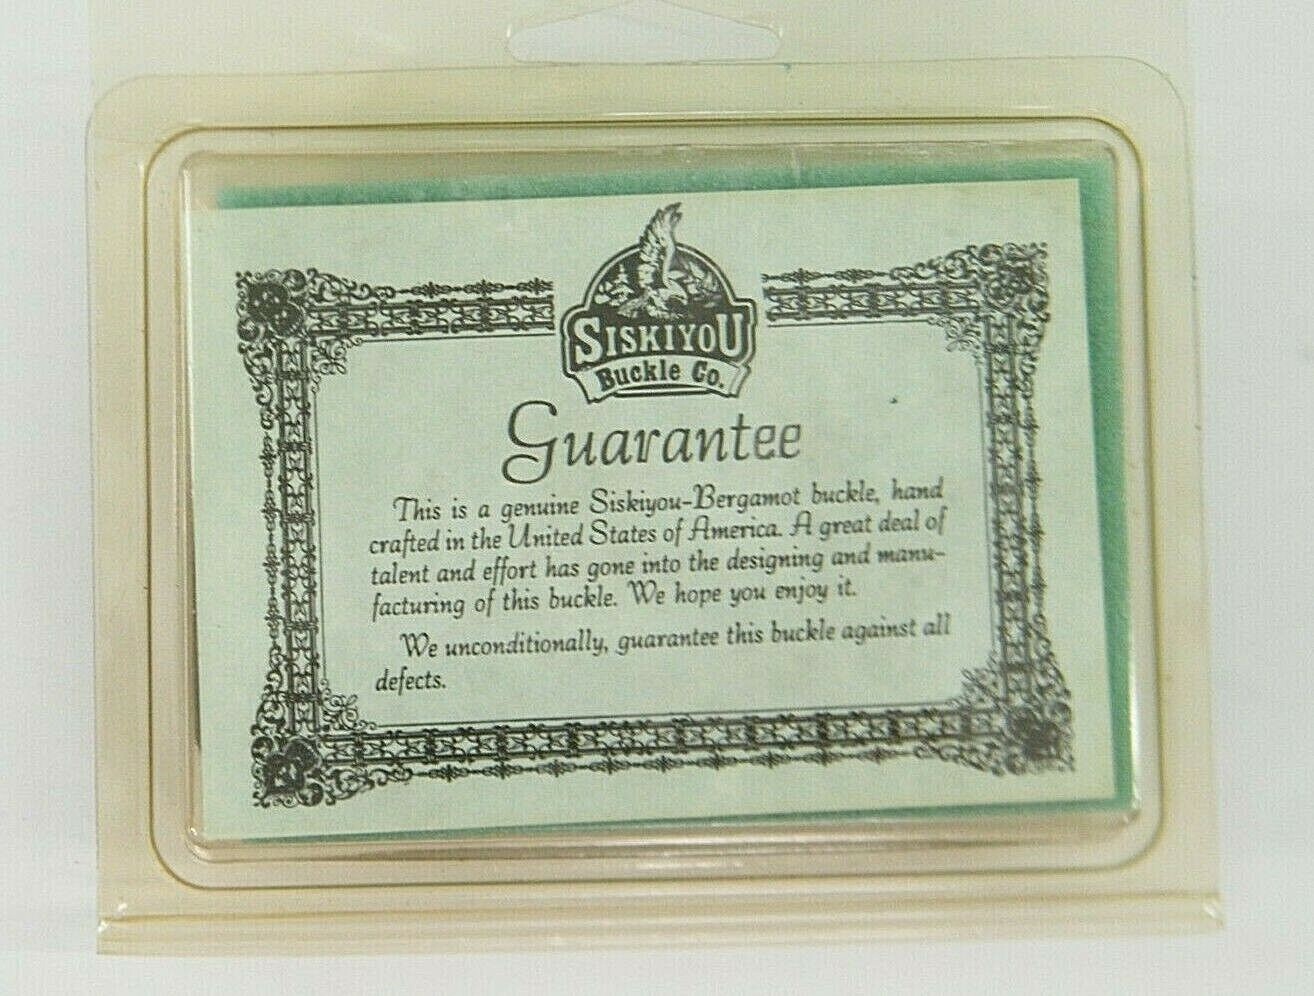 SISKIYOU
Buckle Co.
Guarantee
This is a genuine Siskiyou-Bergamot buckle, hand
crafted in the United States of America. A great deal of
talent and effort has gone into the designing and manu-
facturing of this buckle. We hope you enjoy it.
We unconditionally, guarantee this buckle against all
defects.